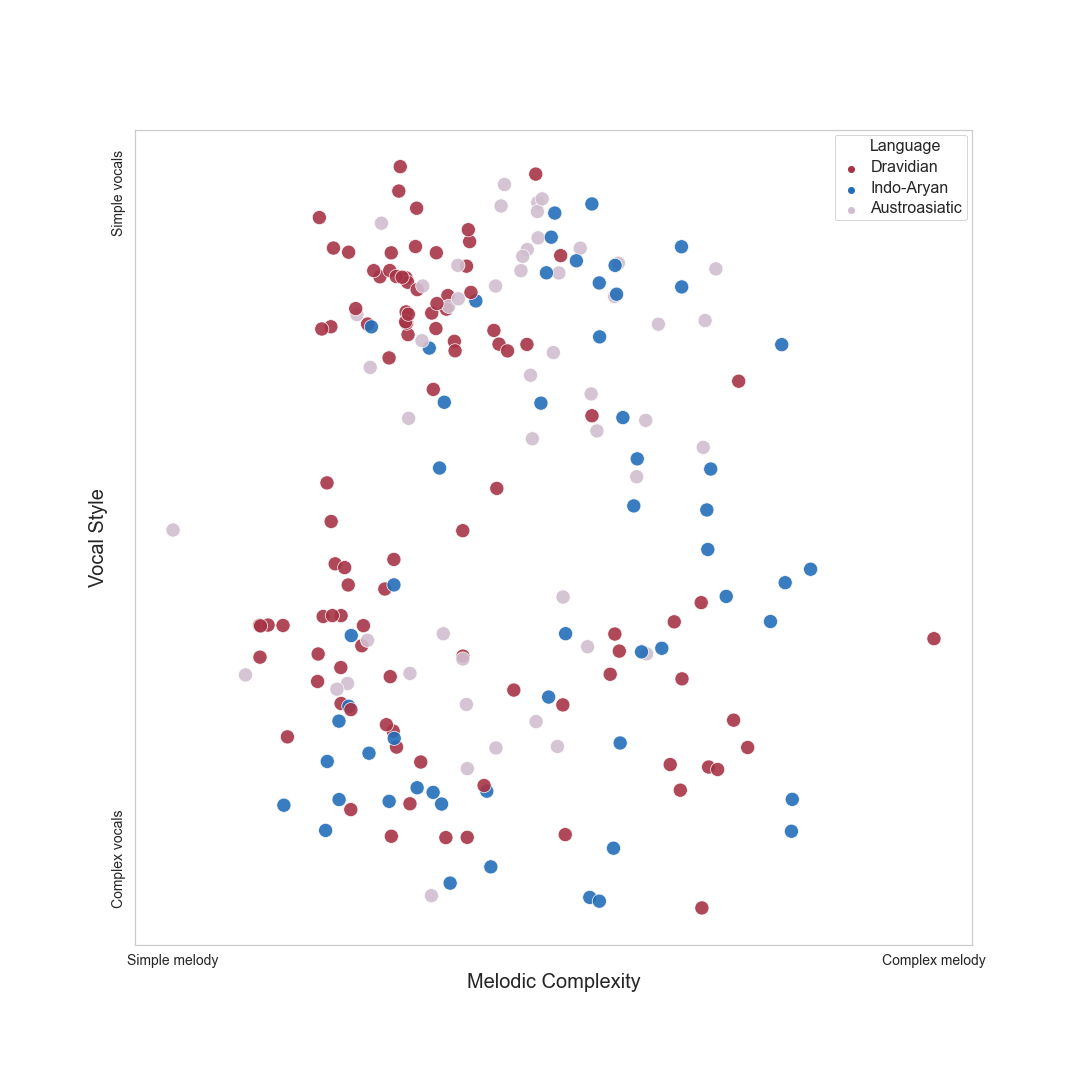 Simple vocals
Vocal Style
Complex vocals
Language
Dravidian
Indo-Aryan
Austroasiatic
Simple melody
Complex melody
Melodic Complexity